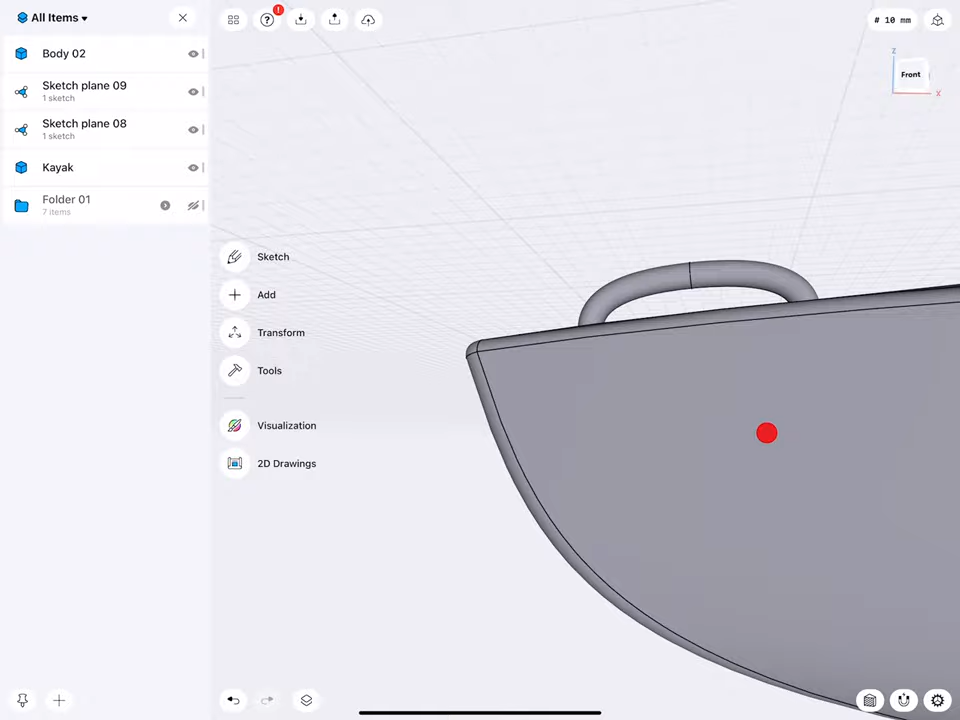 All Items
Body 02
Sketch plane 09
1 sketch
Sketch plane 08
1 sketch
Kayak
Folder 01
7 items
Sketch
Add
Transform
Tools
Visualization
2D Drawings
?
!
# 10 mm
Z
Front
X